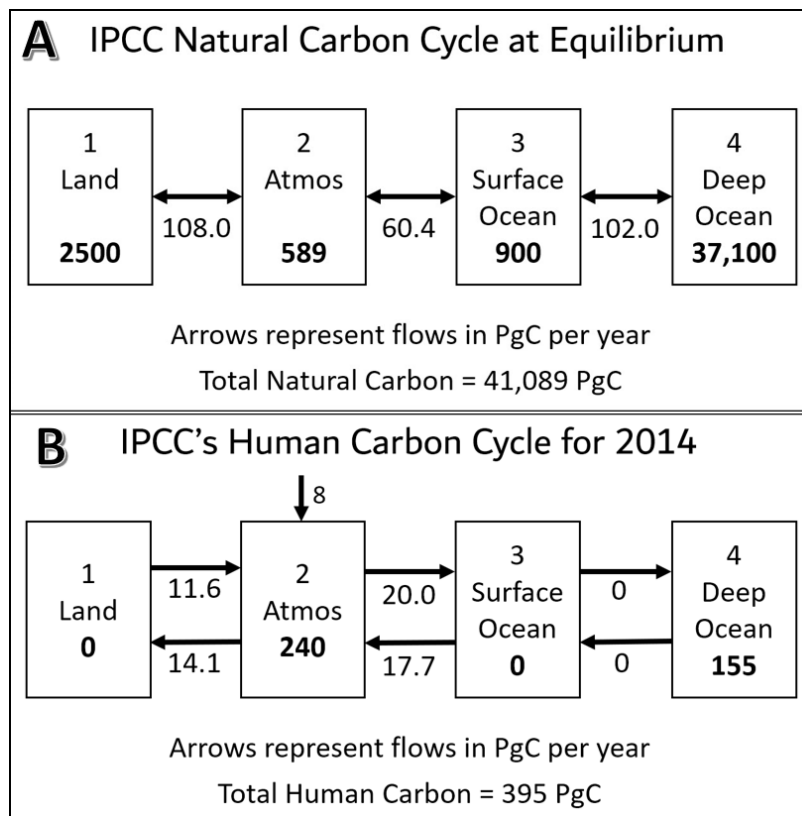 A IPCC Natural Carbon Cycle at Equilibrium
1
Land
2500
108.0
2
Atmos
589
60.4
3
Surface
Ocean
900
102.0
4
Deep
Ocean
37,100
Arrows represent flows in PgC per year
Total Natural Carbon = 41,089 PgC
B IPCC’s Human Carbon Cycle for 2014
8
1
Land
0
11.6
14.1
2
Atmos
240
20.0
17.7
3
Surface
Ocean
0
0
0
4
Deep
Ocean
155
Arrows represent flows in PgC per year
Total Human Carbon = 395 PgC